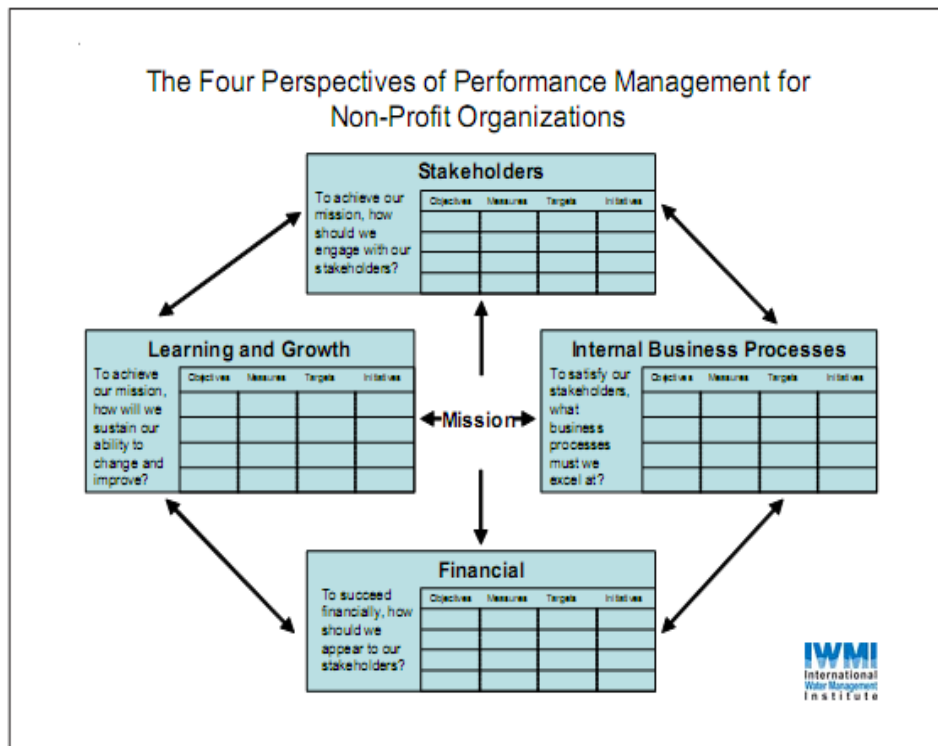 The Four Perspectives of Performance Management for
Non-Profit Organizations
Stakeholders
To achieve our
mission, how
should we
engage with our
stakeholders?
Objectives Measures Targets Initiatives
Learning and Growth
To achieve
our mission,
how will we
sustain our
ability to
change and
improve?
Objectives Measures Targets Initiatives
Mission
Internal Business Processes
To satisfy our
stakeholders,
what
business
processes
must we
excel at?
Objectives Measures Targets Initiatives
Financial
To succeed
financially, how
should we
appear to our
stakeholders?
Objectives Measures Targets Initiatives
IWMI
International
Water Management
Institute